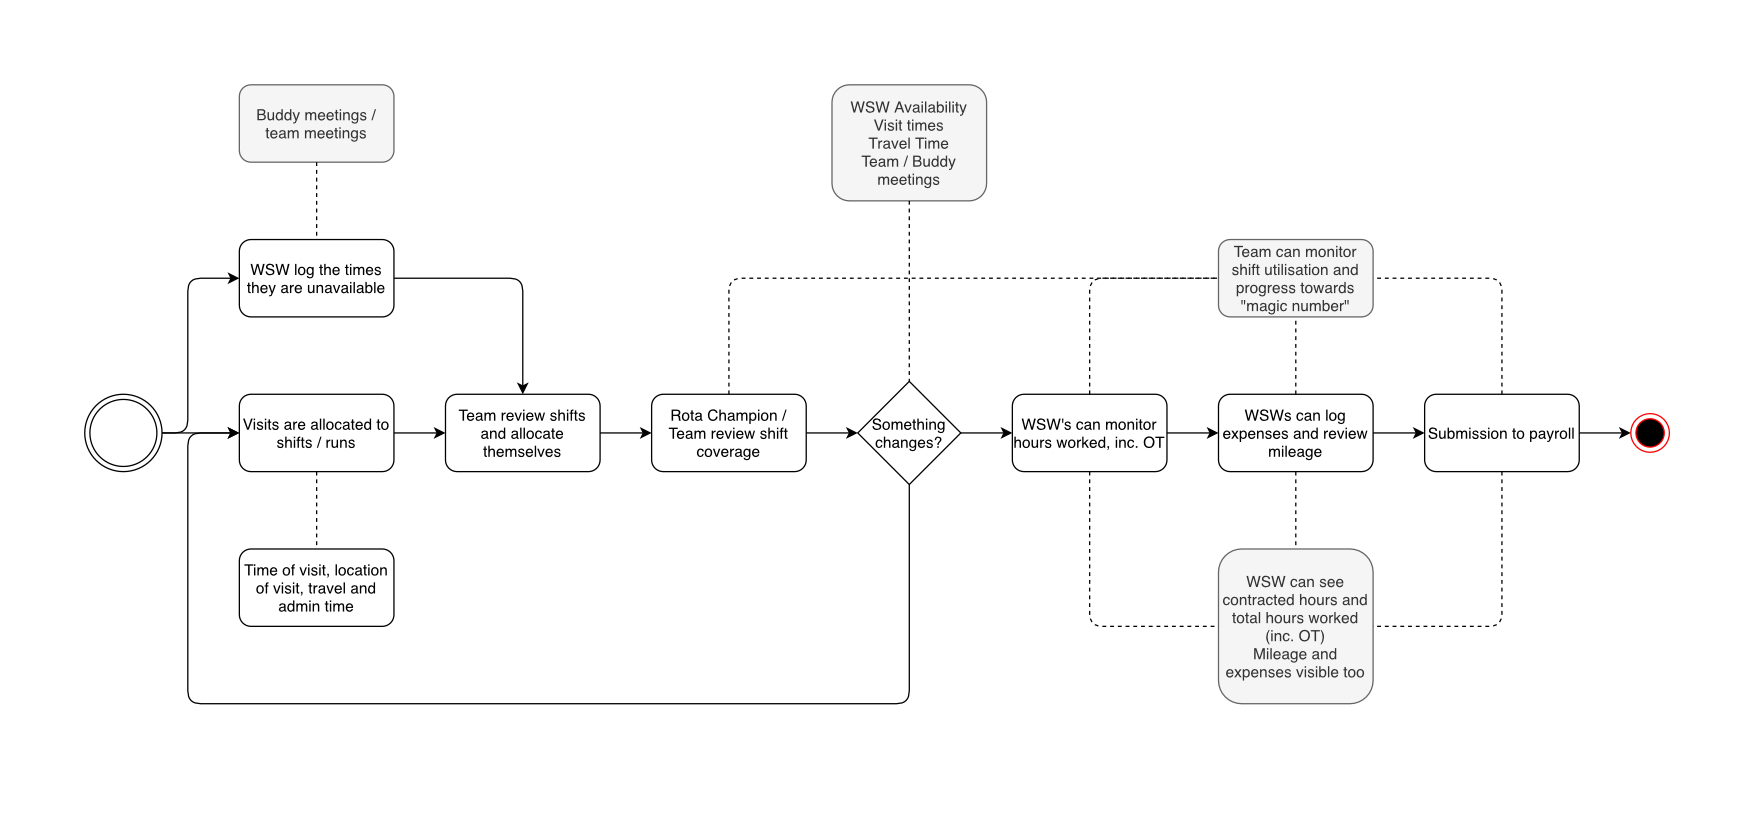 Buddy meetings /
team meetings
WSW Availability
Visit times
Travel Time
Team / Buddy
meetings
WSW log the times
they are unavailable
Team can monitor
shift utilisation and
progress towards
"magic number"
Visits are allocated to
shifts / runs
Team review shifts
and allocate
themselves
Rota Champion /
Team review shift
coverage
Something
changes?
WSW's can monitor
hours worked, inc. OT
WSWs can log
expenses and review
mileage
Submission to payroll
Time of visit, location
of visit, travel and
admin time
WSW can see
contracted hours and
total hours worked
(inc. OT)
Mileage and
expenses visible too